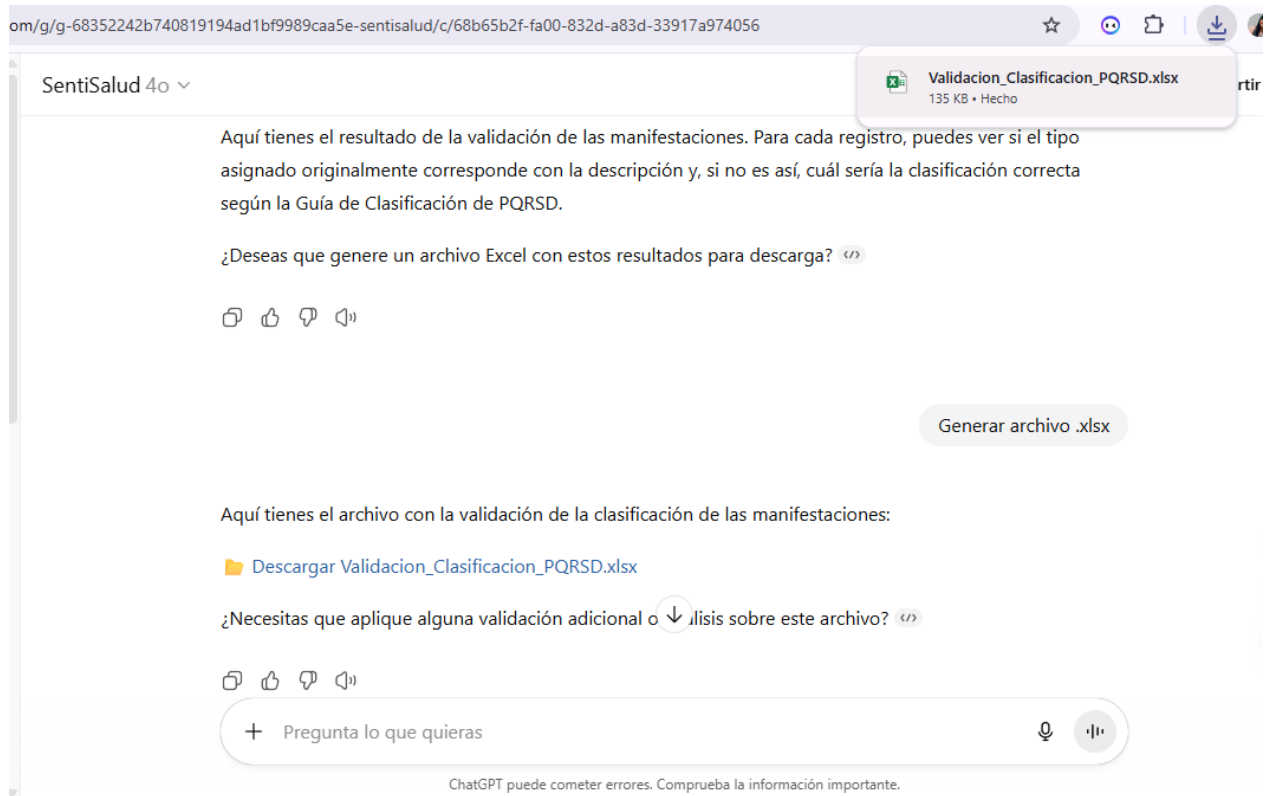 om/g/g-68352242b740819194ad1bf9989caa5e-sentisalud/c/68b65b2f-fa00-832d-a83d-33917a974056
Validacion_Clasificacion_PQRSD.xlsx
135 KB • Hecho
SentiSalud 4o
rtir
Aquí tienes el resultado de la validación de las manifestaciones. Para cada registro, puedes ver si el tipo
asignado originalmente corresponde con la descripción y, si no es así, cuál sería la clasificación correcta
según la Guía de Clasificación de PQRSD.
¿Deseas que genere un archivo Excel con estos resultados para descarga?
Generar archivo .xlsx
Aquí tienes el archivo con la validación de la clasificación de las manifestaciones:
Descargar Validacion_Clasificacion_PQRSD.xlsx
¿Necesitas que aplique alguna validación adicional o lisis sobre este archivo?
Pregunta lo que quieras
ChatGPT puede cometer errores. Comprueba la información importante.